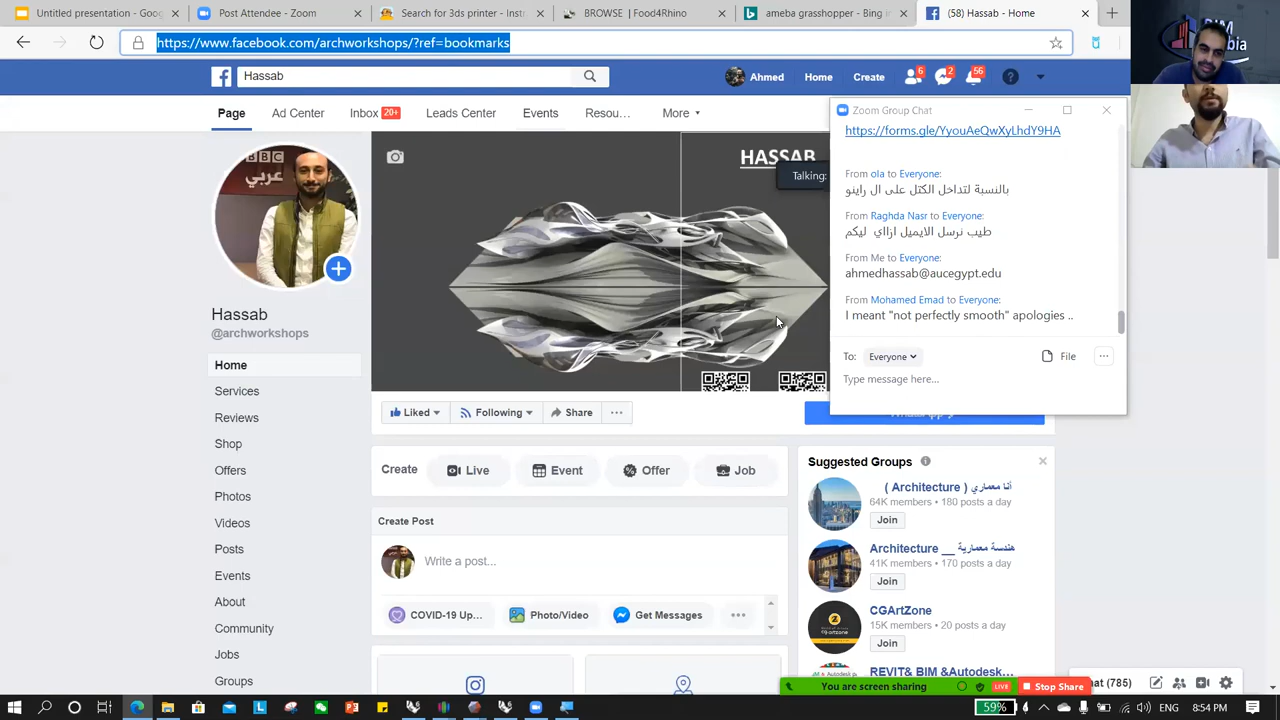 Untitled presentation - Goo
Post Attendee - Zoom
Search for 3ds printer - Instr
BROWSE | Food4Rhino
ameba grasshopper - Bing i
(58) Hassab - Home
https://www.facebook.com/archworkshops/?ref=bookmarks
Hassab
Ahmed
Home
Create
6
2
56
Page
Ad Center
Inbox
20+
Leads Center
Events
Resou...
More
BBC
عربي
HASSAB
Talking:
Zoom Group Chat
https://forms.gle/YyouAeQwXyLhdY9HA
From ola to Everyone:
بالنسبة لتداخل الكتل على ال راينو
From Raghda Nasr to Everyone:
طيب نرسل الايميل ازااي ليكم
From Me to Everyone:
ahmedhassab@aucegypt.edu
From Mohamed Emad to Everyone:
I meant "not perfectly smooth" apologies ..
To:
Everyone
File
Type message here...
Hassab
@archworkshops
Home
Services
Reviews
Shop
Offers
Photos
Videos
Posts
Events
About
Community
Jobs
Groups
Liked
Following
Share
Create
Live
Event
Offer
Job
Create Post
Write a post...
COVID-19 Up...
Photo/Video
Get Messages
Suggested Groups
أنا معماري ( Architecture )
64K members • 180 posts a day
Join
Architecture __ هندسة معمارية
41K members • 170 posts a day
Join
CGArtZone
15K members • 20 posts a day
Join
REVIT& BIM &Autodesk...
(785)
You are screen sharing
LIVE
Stop Share
59%
ENG
8:54 PM